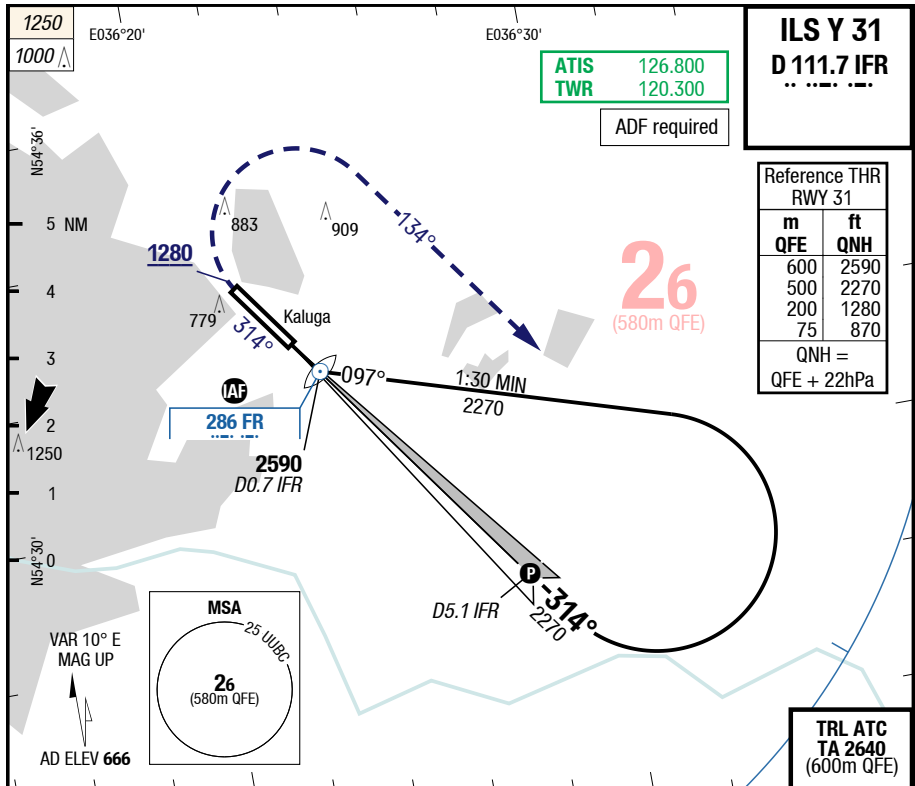 1250
1000
E036°20'
E036°30'
ILS Y 31
D 111.7 IFR
ATIS 126.800
TWR 120.300
ADF required
N54°36'
Reference THR
RWY 31
m ft
QFE QNH
600 2590
500 2270
200 1280
75 870
QNH =
QFE + 22hPa
5 NM
4
3
2
1
0
883
909
134°
1280
26
(580m QFE)
779
314°
Kaluga
097°
1:30 MIN
2270
IAF
286 FR
1250
2590
D0.7 IFR
N54°30'
P
D5.1 IFR
314°
2270
MSA
25 UUBC
26
(580m QFE)
VAR 10° E
MAG UP
AD ELEV 666
TRL ATC
TA 2640
(600m QFE)